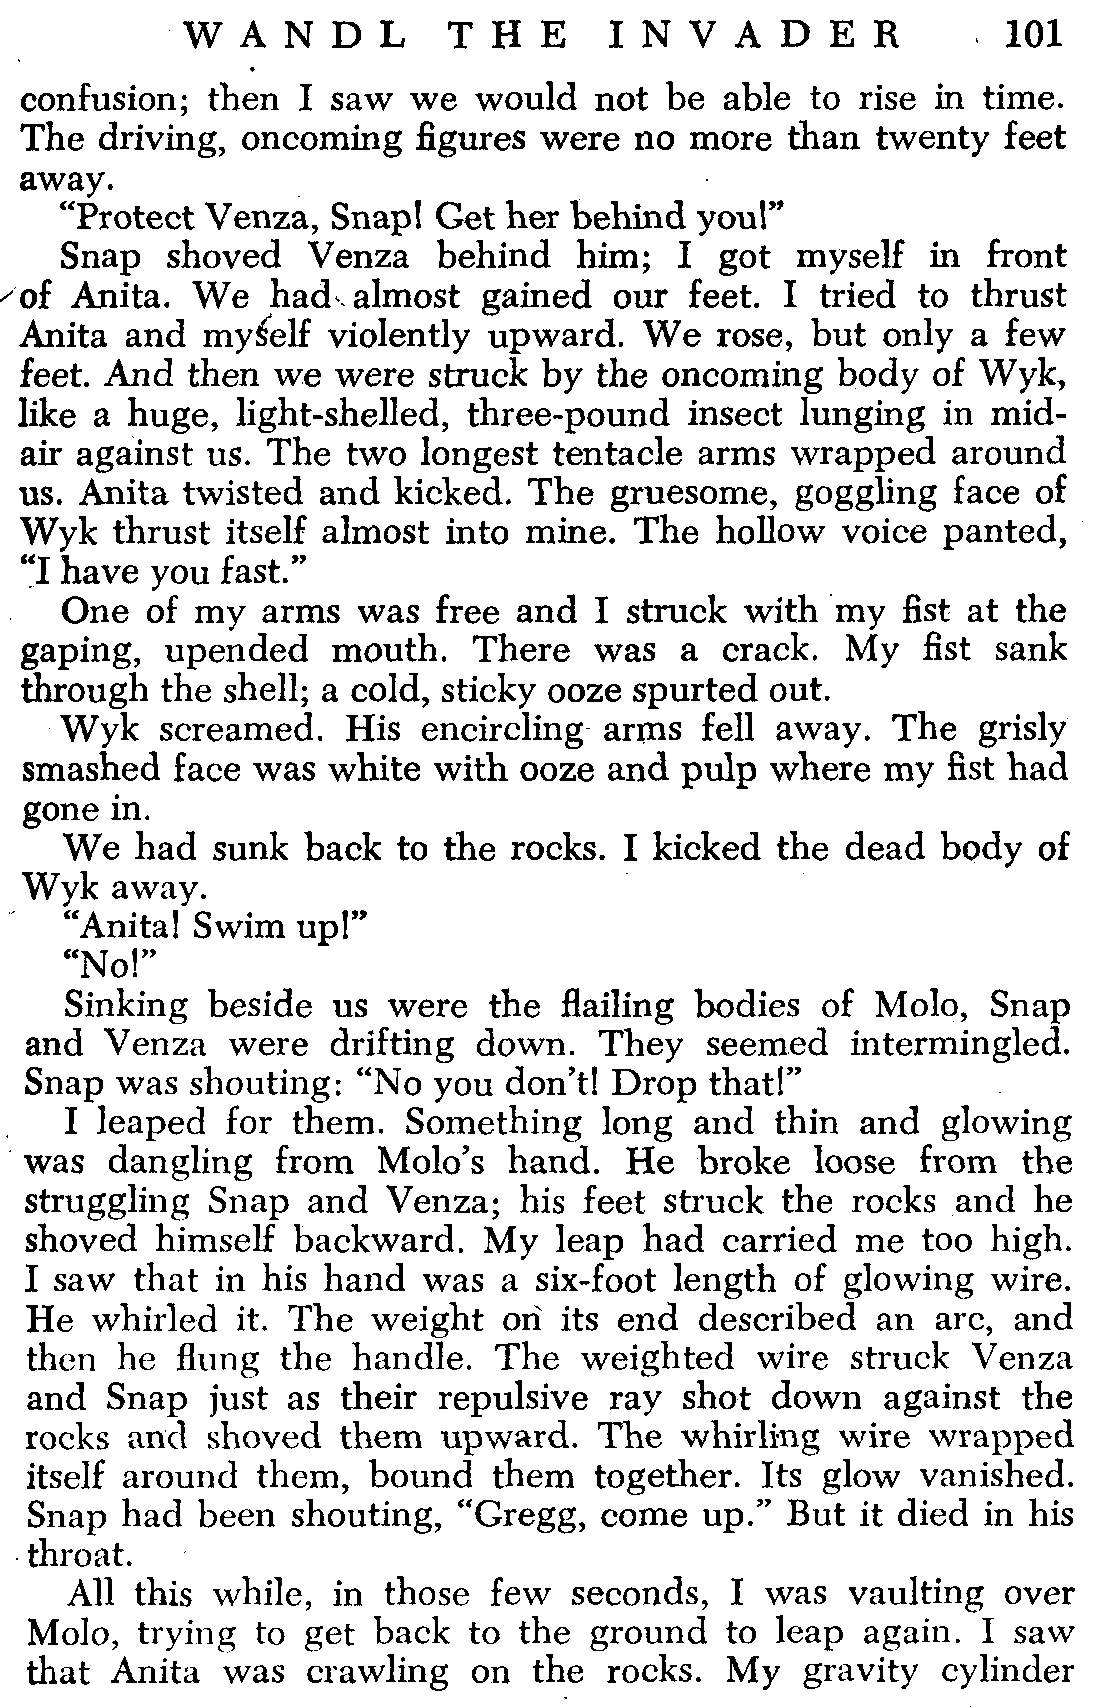 WANDL THE INVADER 101
confusion; then I saw we would not be able to rise in time.
The driving, oncoming figures were no more than twenty feet
away.
“Protect Venza, Snap! Get her behind you!”
Snap shoved Venza behind him; I got myself in front
of Anita. We had almost gained our feet. I tried to thrust
Anita and myself violently upward. We rose, but only a few
feet. And then we were struck by the oncoming body of Wyk,
like a huge, light-shelled, three-pound insect lunging in mid-
air against us. The two longest tentacle arms wrapped around
us. Anita twisted and kicked. The gruesome, goggling face of
Wyk thrust itself almost into mine. The hollow voice panted,
“I have you fast.”
One of my arms was free and I struck with my fist at the
gaping, upended mouth. There was a crack. My fist sank
through the shell; a cold, sticky ooze spurted out.
Wyk screamed. His encircling arms fell away. The grisly
smashed face was white with ooze and pulp where my fist had
gone in.
We had sunk back to the rocks. I kicked the dead body of
Wyk away.
“Anita! Swim up!”
“No!”
Sinking beside us were the flailing bodies of Molo, Snap
and Venza were drifting down. They seemed intermingled.
Snap was shouting: “No you don’t! Drop that!”
I leaped for them. Something long and thin and glowing
was dangling from Molo’s hand. He broke loose from the
struggling Snap and Venza; his feet struck the rocks and he
shoved himself backward. My leap had carried me too high.
I saw that in his hand was a six-foot length of glowing wire.
He whirled it. The weight on its end described an arc, and
then he flung the handle. The weighted wire struck Venza
and Snap just as their repulsive ray shot down against the
rocks and shoved them upward. The whirling wire wrapped
itself around them, bound them together. Its glow vanished.
Snap had been shouting, “Gregg, come up.” But it died in his
throat.
All this while, in those few seconds, I was vaulting over
Molo, trying to get back to the ground to leap again. I saw
that Anita was crawling on the rocks. My gravity cylinder